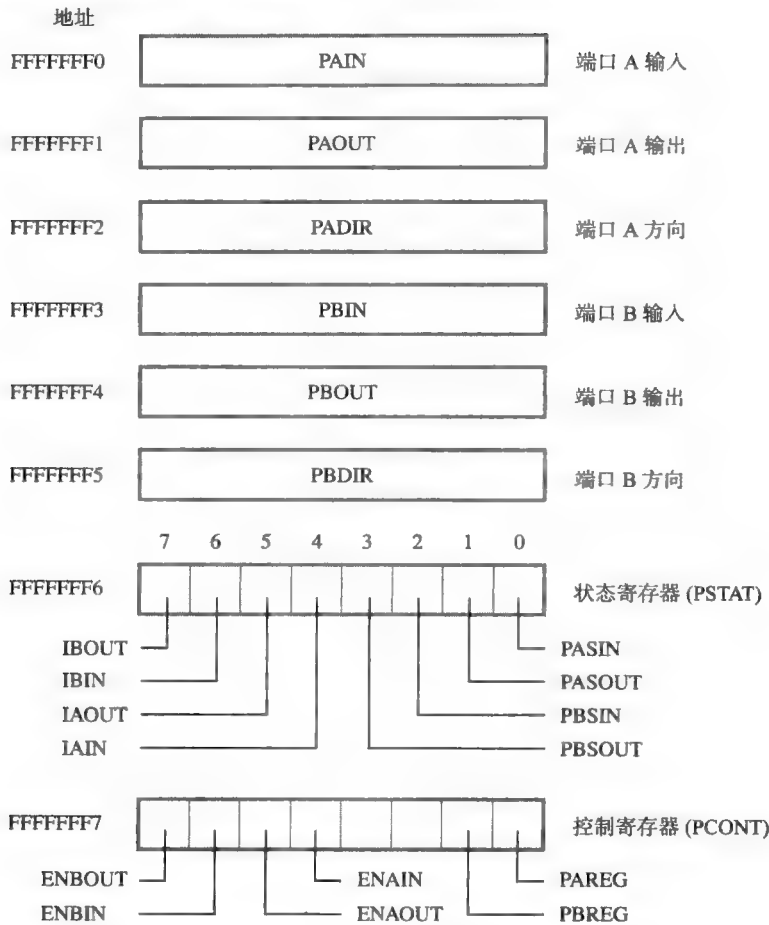 地址
FFFFFFF0 PAIN 端口 A 输入
FFFFFFF1 PAOUT 端口 A 输出
FFFFFFF2 PADIR 端口 A 方向
FFFFFFF3 PBIN 端口 B 输入
FFFFFFF4 PBOUT 端口 B 输出
FFFFFFF5 PBDIR 端口 B 方向
7 6 5 4 3 2 1 0
FFFFFFF6 状态寄存器 (PSTAT)
IBOUT PASIN
IBIN PASOUT
IAOUT PBSIN
IAIN PBSOUT
FFFFFFF7 控制寄存器 (PCONT)
ENBOUT ENAIN PAREG
ENBIN ENAOUT PBREG